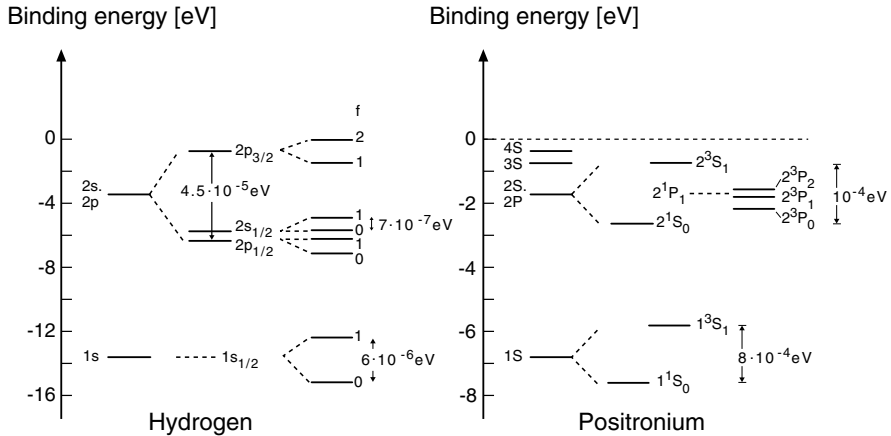 Binding energy [eV]
0
-4
-8
-12
-16
2s.
2p
1s
2p3/2
4.5·10⁻⁵eV
2s1/2
2p1/2
1s1/2
f
2
1
1
0
1
0
7·10⁻⁷eV
1
6·10⁻⁶eV
0
Hydrogen
Binding energy [eV]
0
-2
-4
-6
-8
4S
3S
2S.
2P
1S
2³S₁
2¹P₁
2³P₂
2³P₁
2³P₀
10⁻⁴eV
2¹S₀
1³S₁
8·10⁻⁴eV
1¹S₀
Positronium